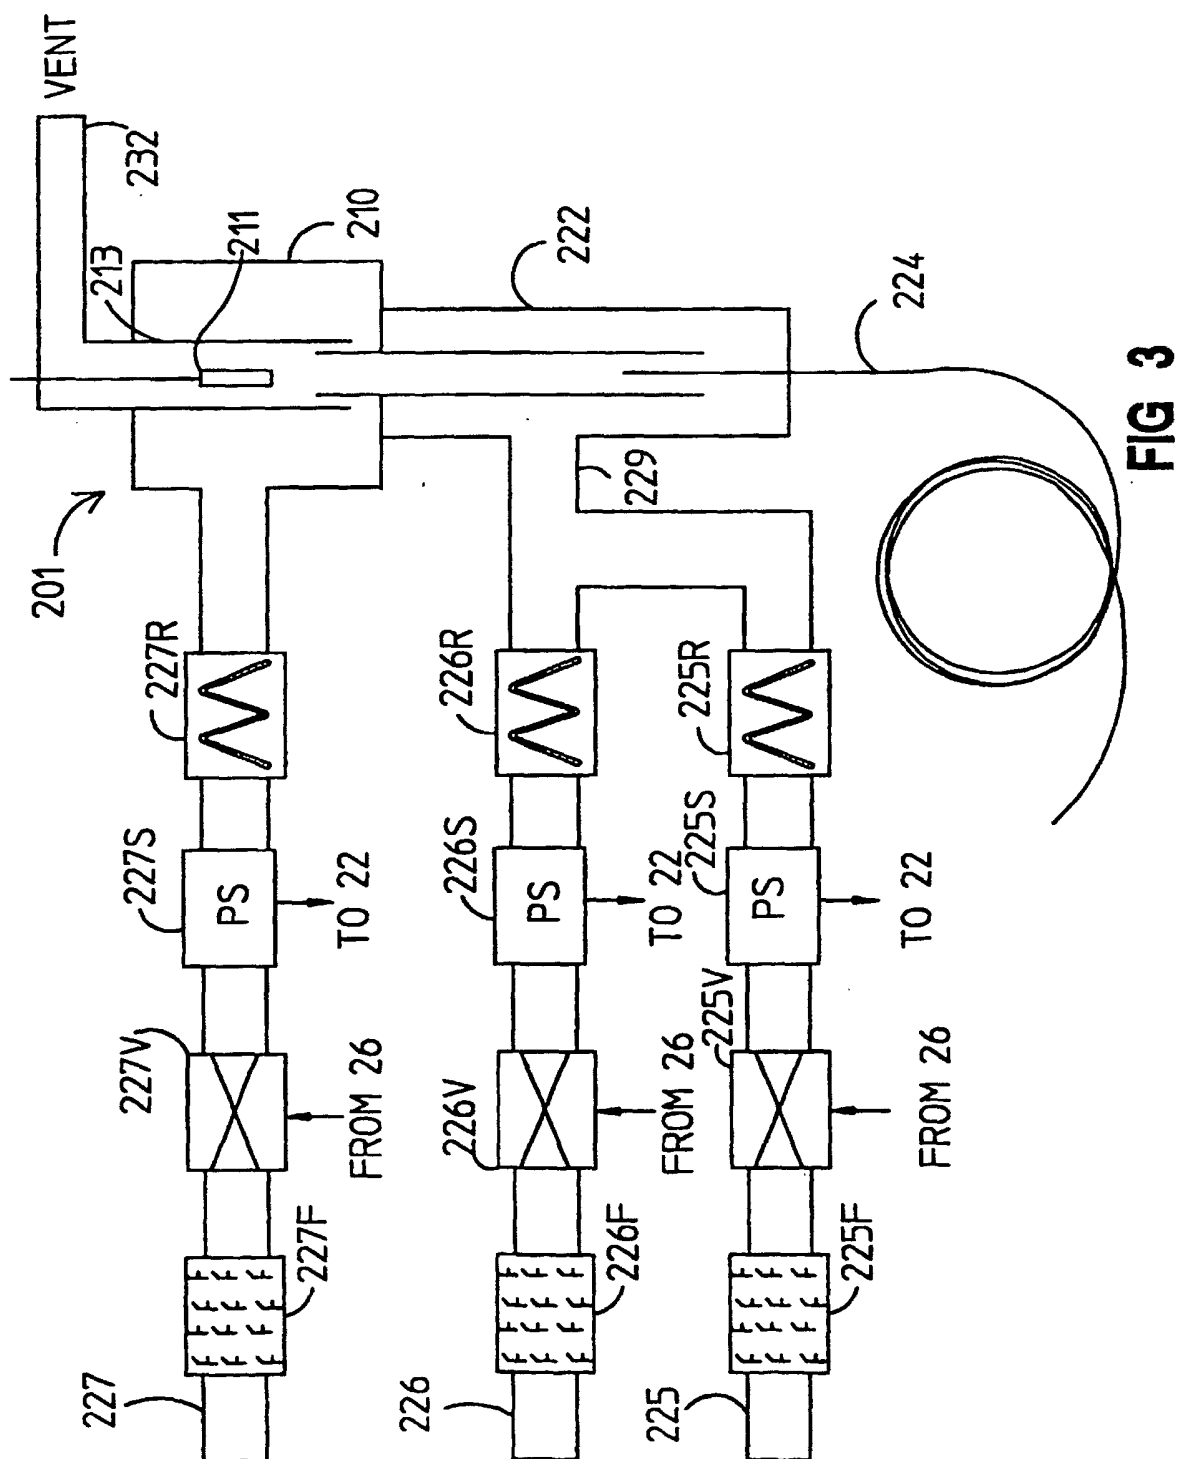 VENT
232
213
211
210
222
224
201
229
227R
226R
225R
227S
226S
225S
PS
PS
PS
TO 22
TO 22
TO 22
227V
226V
225V
FROM 26
FROM 26
FROM 26
227F
226F
225F
F F F F
F F F F
F F F F
F F F F
F F F F
F F F F
F F F F
F F F F
F F F F
227
226
225
FIG 3